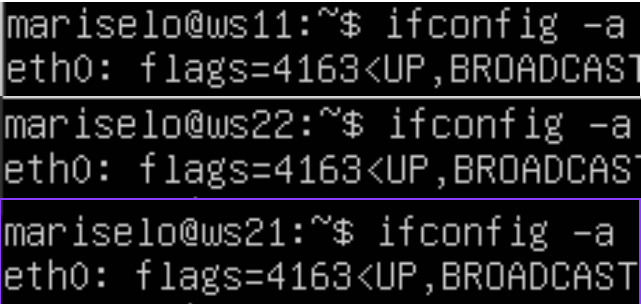 mariselo@ws11:~$ ifconfig -a
eth0: flags=4163<UP,BROADCAST
mariselo@ws22:~$ ifconfig -a
eth0: flags=4163<UP,BROADCAS
mariselo@ws21:~$ ifconfig -a
eth0: flags=4163<UP,BROADCAST